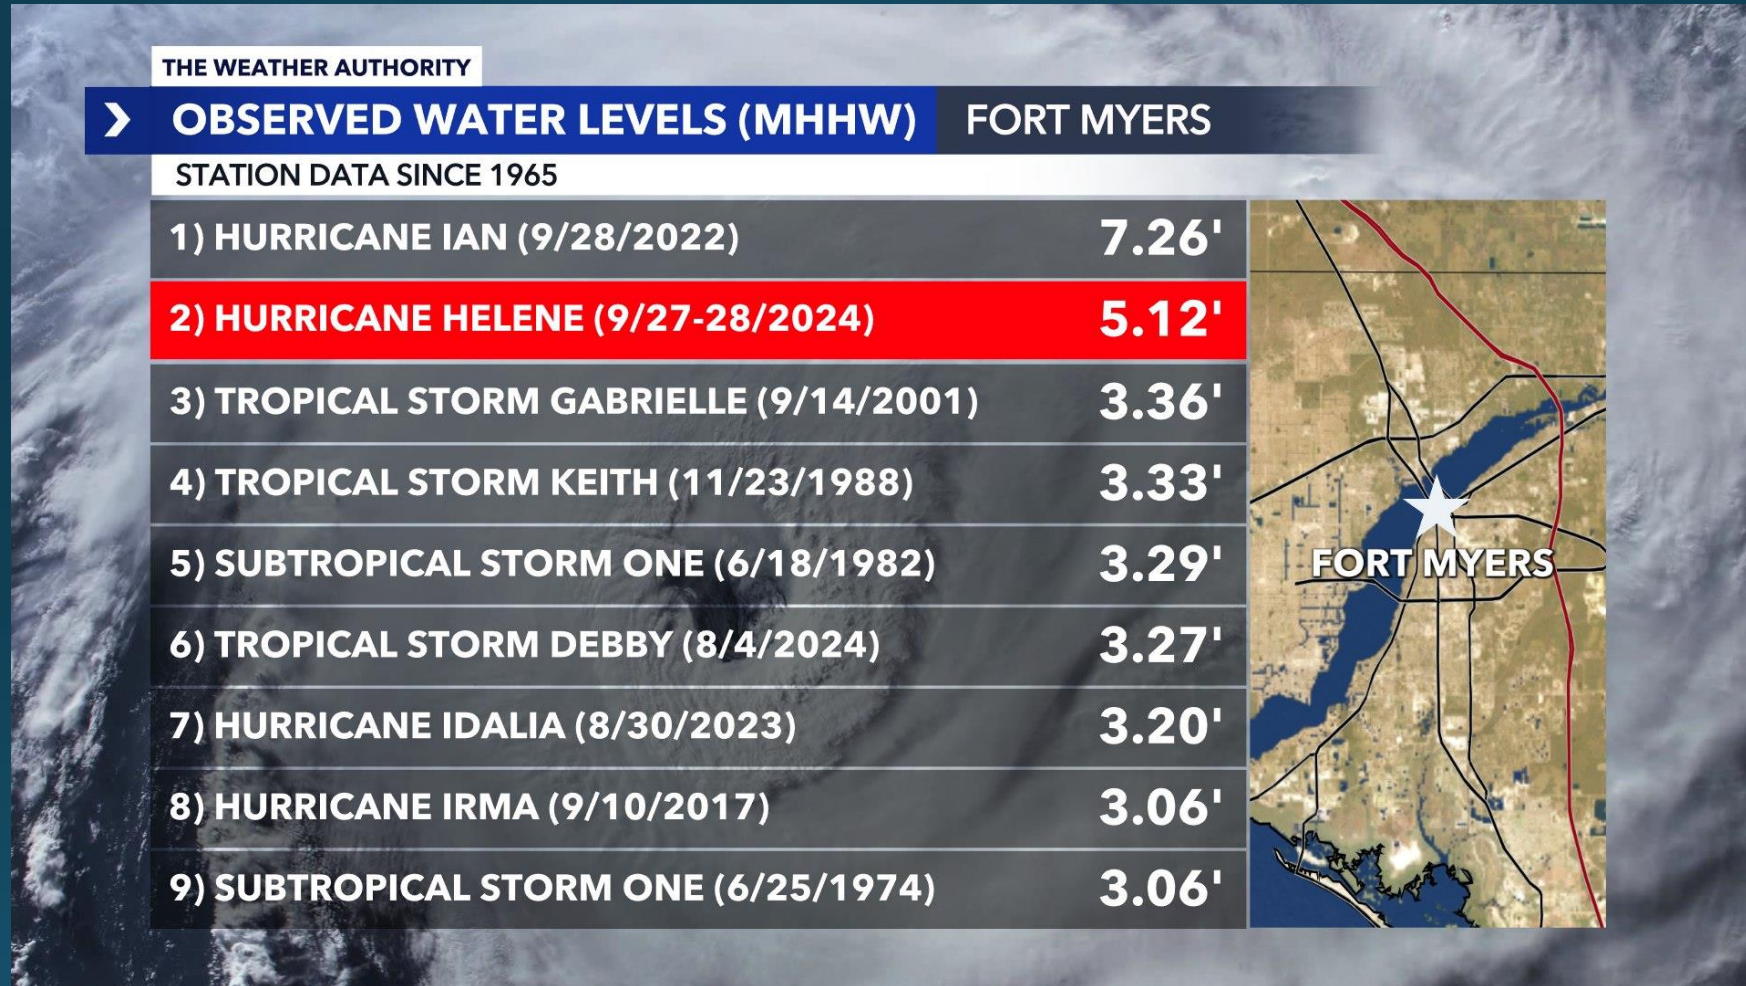 THE WEATHER AUTHORITY
OBSERVED WATER LEVELS (MHHW) FORT MYERS
STATION DATA SINCE 1965
1) HURRICANE IAN (9/28/2022) 7.26'
2) HURRICANE HELENE (9/27-28/2024) 5.12'
3) TROPICAL STORM GABRIELLE (9/14/2001) 3.36'
4) TROPICAL STORM KEITH (11/23/1988) 3.33'
5) SUBTROPICAL STORM ONE (6/18/1982) 3.29'
6) TROPICAL STORM DEBBY (8/4/2024) 3.27'
7) HURRICANE IDALIA (8/30/2023) 3.20'
8) HURRICANE IRMA (9/10/2017) 3.06'
9) SUBTROPICAL STORM ONE (6/25/1974) 3.06'
FORT MYERS